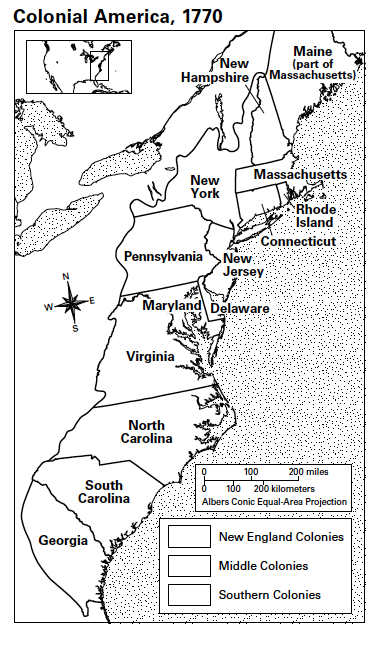 Colonial America, 1770
Maine
(part of
Massachusetts)
New
Hampshire
Massachusetts
New
York
Rhode
Island
Connecticut
Pennsylvania
New
Jersey
N
W
E
S
Maryland
Delaware
Virginia
North
Carolina
South
Carolina
Georgia
0 100 200 miles
0 100 200 kilometers
Albers Conic Equal-Area Projection
New England Colonies
Middle Colonies
Southern Colonies